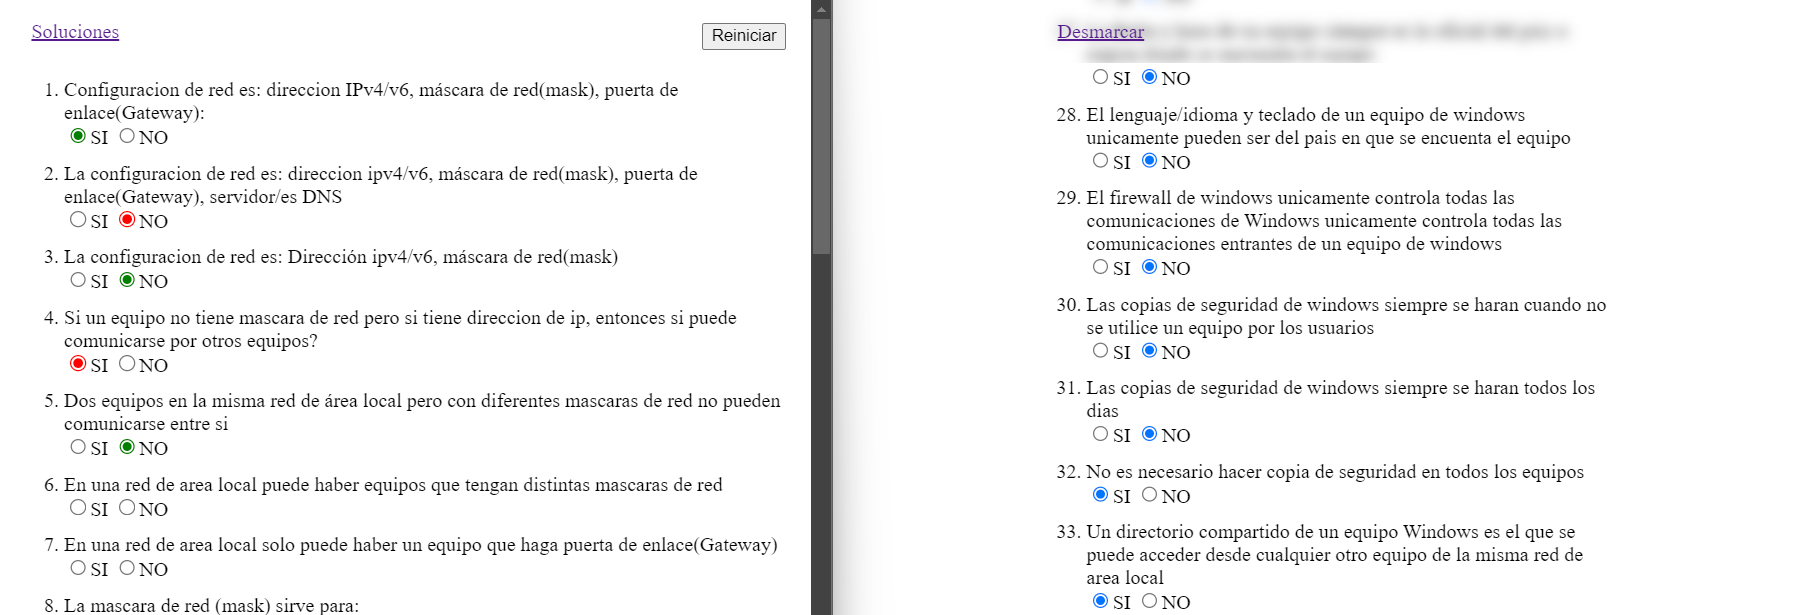 Soluciones
Reiniciar
1. Configuracion de red es: direccion IPv4/v6, máscara de red(mask), puerta de
enlace(Gateway):
SI NO
2. La configuracion de red es: direccion ipv4/v6, máscara de red(mask), puerta de
enlace(Gateway), servidor/es DNS
SI NO
3. La configuracion de red es: Dirección ipv4/v6, máscara de red(mask)
SI NO
4. Si un equipo no tiene mascara de red pero si tiene direccion de ip, entonces si puede
comunicarse por otros equipos?
SI NO
5. Dos equipos en la misma red de área local pero con diferentes mascaras de red no pueden
comunicarse entre si
SI NO
6. En una red de area local puede haber equipos que tengan distintas mascaras de red
SI NO
7. En una red de area local solo puede haber un equipo que haga puerta de enlace(Gateway)
SI NO
8. La mascara de red (mask) sirve para:
Desmarcar
SI NO
28. El lenguaje/idioma y teclado de un equipo de windows
unicamente pueden ser del pais en que se encuenta el equipo
SI NO
29. El firewall de windows unicamente controla todas las
comunicaciones de Windows unicamente controla todas las
comunicaciones entrantes de un equipo de windows
SI NO
30. Las copias de seguridad de windows siempre se haran cuando no
se utilice un equipo por los usuarios
SI NO
31. Las copias de seguridad de windows siempre se haran todos los
dias
SI NO
32. No es necesario hacer copia de seguridad en todos los equipos
SI NO
33. Un directorio compartido de un equipo Windows es el que se
puede acceder desde cualquier otro equipo de la misma red de
area local
SI NO